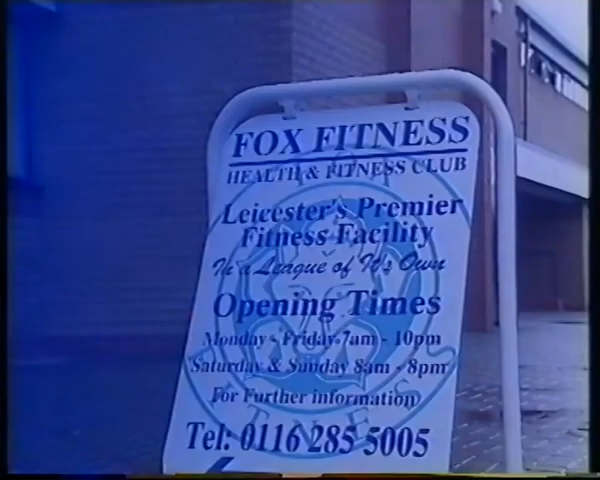 FOX FITNESS
HEALTH & FITNESS CLUB
Leicester's Premier
Fitness Facility
In a League of It's Own
Opening Times
Monday - Friday 7am - 10pm
Saturday & Sunday 8am - 8pm
For Further information
Tel: 0116 285 5005
FITNESS